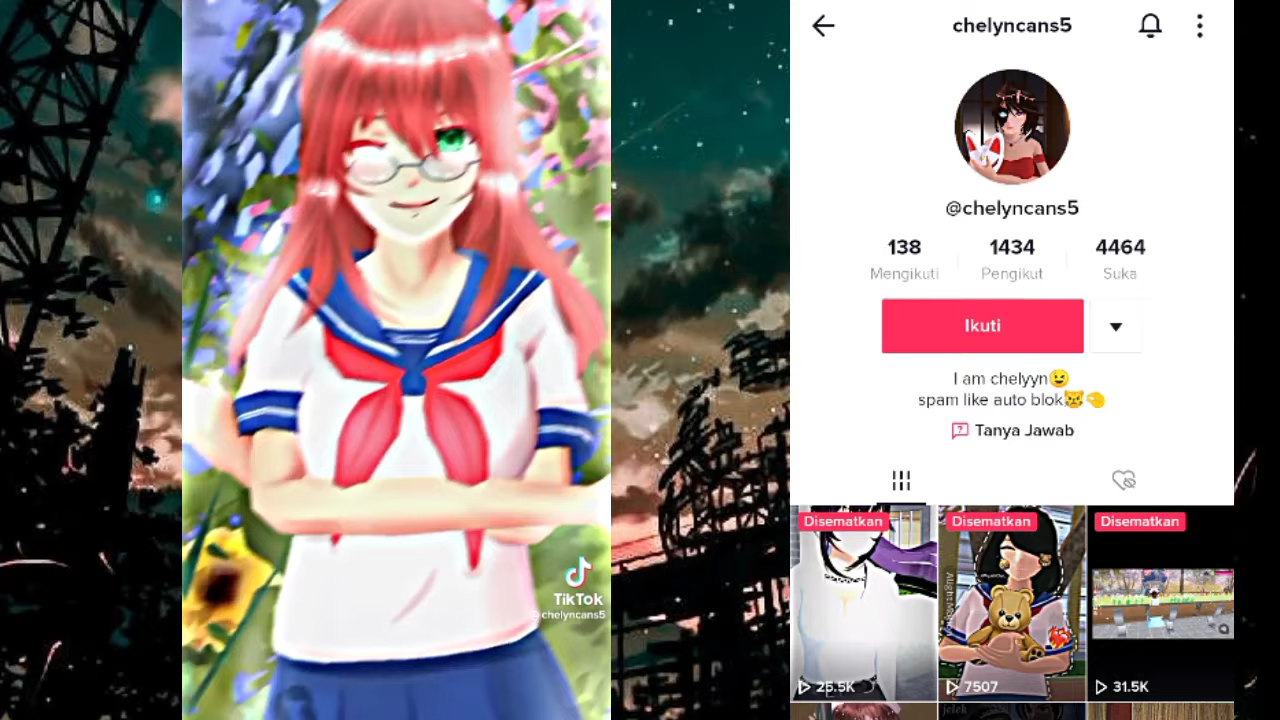 TikTok
chelyncans5
chelyncans5
@chelyncans5
138
1434
4464
Mengikuti
Pengikut
Suka
Ikuti
I am chelyyn😉
spam like auto blok😿🤏
Tanya Jawab
Disematkan
Disematkan
Disematkan
25.5K
7507
31.5K
jelek